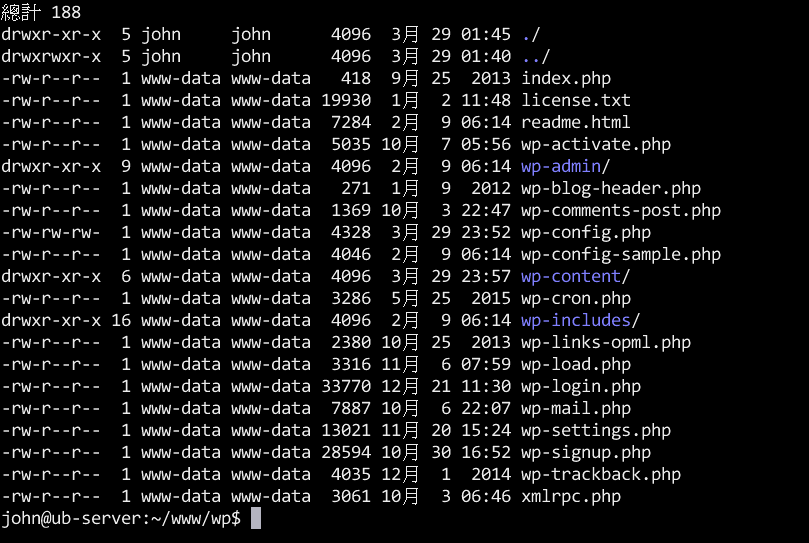 總計 188
drwxr-xr-x  5 john     john      4096  3月 29 01:45 ./
drwxrwxr-x  5 john     john      4096  3月 29 01:40 ../
-rw-r--r--  1 www-data www-data   418  9月 25  2013 index.php
-rw-r--r--  1 www-data www-data 19930  1月  2 11:48 license.txt
-rw-r--r--  1 www-data www-data  7284  2月  9 06:14 readme.html
-rw-r--r--  1 www-data www-data  5035 10月  7 05:56 wp-activate.php
drwxr-xr-x  9 www-data www-data  4096  2月  9 06:14 wp-admin/
-rw-r--r--  1 www-data www-data   271  1月  9  2012 wp-blog-header.php
-rw-r--r--  1 www-data www-data  1369 10月  3 22:47 wp-comments-post.php
-rw-rw-rw-  1 www-data www-data  4328  3月 29 23:52 wp-config.php
-rw-r--r--  1 www-data www-data  4046  2月  9 06:14 wp-config-sample.php
drwxr-xr-x  6 www-data www-data  4096  3月 29 23:57 wp-content/
-rw-r--r--  1 www-data www-data  3286  5月 25  2015 wp-cron.php
drwxr-xr-x 16 www-data www-data  4096  2月  9 06:14 wp-includes/
-rw-r--r--  1 www-data www-data  2380 10月 25  2013 wp-links-opml.php
-rw-r--r--  1 www-data www-data  3316 11月  6 07:59 wp-load.php
-rw-r--r--  1 www-data www-data 33770 12月 21 11:30 wp-login.php
-rw-r--r--  1 www-data www-data  7887 10月  6 22:07 wp-mail.php
-rw-r--r--  1 www-data www-data 13021 11月 20 15:24 wp-settings.php
-rw-r--r--  1 www-data www-data 28594 10月 30 16:52 wp-signup.php
-rw-r--r--  1 www-data www-data  4035 12月  1  2014 wp-trackback.php
-rw-r--r--  1 www-data www-data  3061 10月  3 06:46 xmlrpc.php
john@ub-server:~/www/wp$